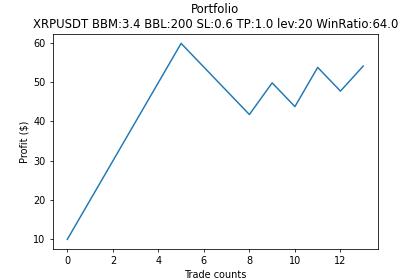 Portfolio
XRPUSDT BBM:3.4 BBL:200 SL:0.6 TP:1.0 lev:20 WinRatio:64.0
60
50
40
30
20
10
Profit ($)
0 2 4 6 8 10 12
Trade counts